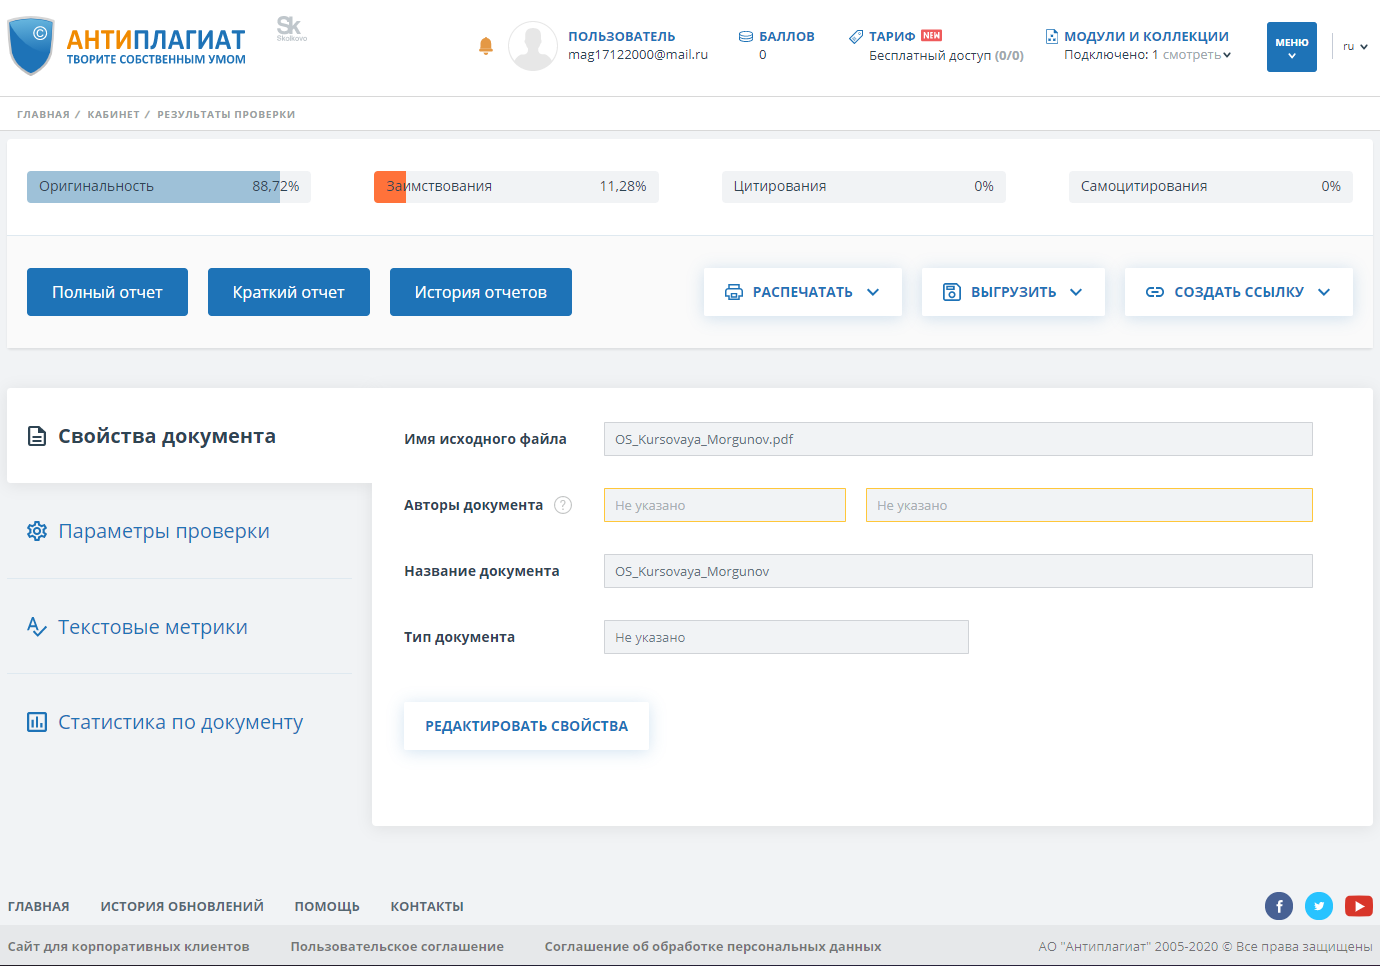 ©
АНТИПЛАГИАТ
ТВОРИТЕ СОБСТВЕННЫМ УМОМ
Sk
Skolkovo
ПОЛЬЗОВАТЕЛЬ
mag17122000@mail.ru
БАЛЛОВ
0
ТАРИФ NEW
Бесплатный доступ (0/0)
МОДУЛИ И КОЛЛЕКЦИИ
Подключено: 1 смотреть
МЕНЮ
ru
ГЛАВНАЯ / КАБИНЕТ / РЕЗУЛЬТАТЫ ПРОВЕРКИ
Оригинальность 88,72%
Заимствования 11,28%
Цитирования 0%
Самоцитирования 0%
Полный отчет
Краткий отчет
История отчетов
РАСПЕЧАТАТЬ
ВЫГРУЗИТЬ
СОЗДАТЬ ССЫЛКУ
Свойства документа
Параметры проверки
Текстовые метрики
Статистика по документу
Имя исходного файла OS_Kursovaya_Morgunov.pdf
Авторы документа ? Не указано Не указано
Название документа OS_Kursovaya_Morgunov
Тип документа Не указано
РЕДАКТИРОВАТЬ СВОЙСТВА
ГЛАВНАЯ ИСТОРИЯ ОБНОВЛЕНИЙ ПОМОЩЬ КОНТАКТЫ
Сайт для корпоративных клиентов Пользовательское соглашение Соглашение об обработке персональных данных АО "Антиплагиат" 2005-2020 © Все права защищены